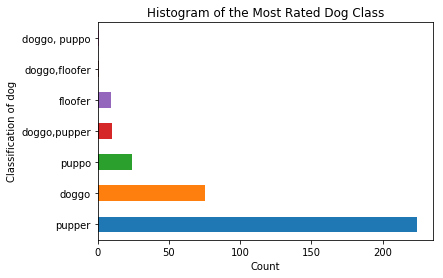 Histogram of the Most Rated Dog Class
Classification of dog
doggo, puppo
doggo,floofer
floofer
doggo,pupper
puppo
doggo
pupper
0 50 100 150 200
Count